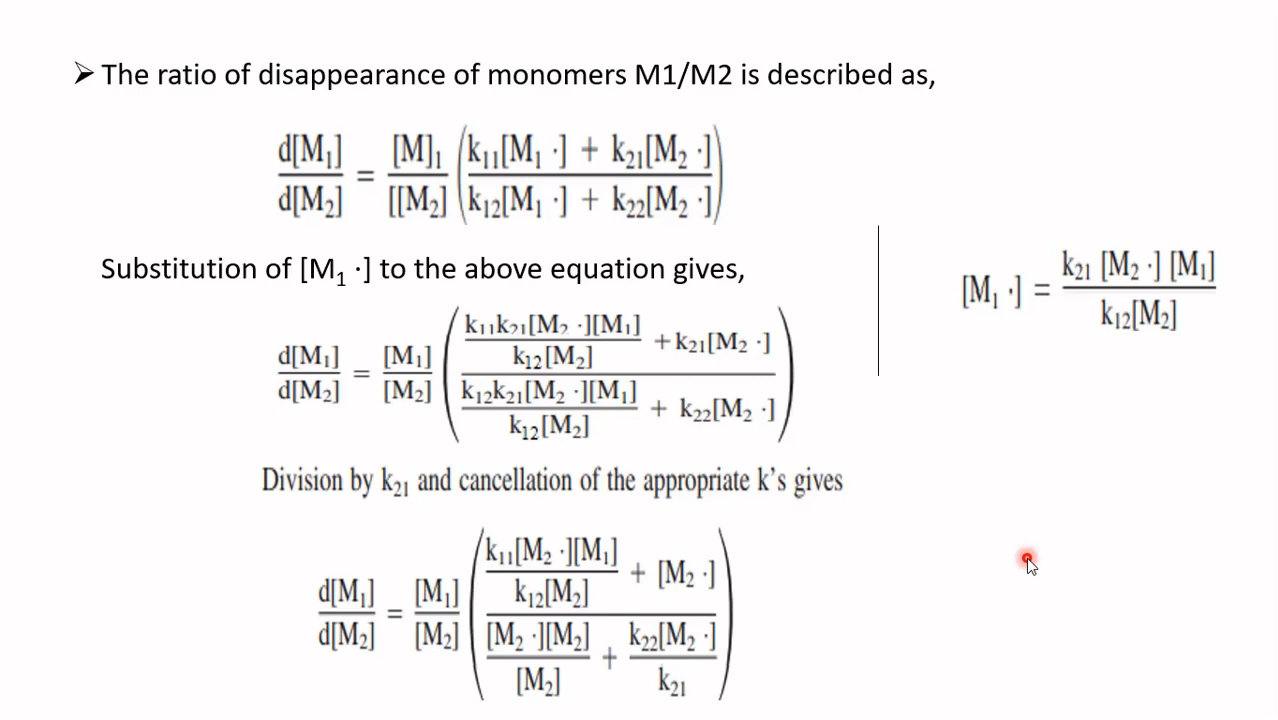 ➢ The ratio of disappearance of monomers M1/M2 is described as,
d[M₁]/d[M₂] = [M]₁/[[M₂] (k₁₁[M₁ ·] + k₂₁[M₂ ·] / k₁₂[M₁ ·] + k₂₂[M₂ ·])
Substitution of [M₁ ·] to the above equation gives,
[M₁ ·] = k₂₁ [M₂ ·] [M₁] / k₁₂[M₂]
d[M₁]/d[M₂] = [M₁]/[M₂] (k₁₁k₂₁[M₂ ·][M₁]/k₁₂[M₂] + k₂₁[M₂ ·] / k₁₂k₂₁[M₂ ·][M₁]/k₁₂[M₂] + k₂₂[M₂ ·])
Division by k₂₁ and cancellation of the appropriate k's gives
d[M₁]/d[M₂] = [M₁]/[M₂] (k₁₁[M₂ ·][M₁]/k₁₂[M₂] + [M₂ ·] / [M₂ ·][M₂]/[M₂] + k₂₂[M₂ ·]/k₂₁)